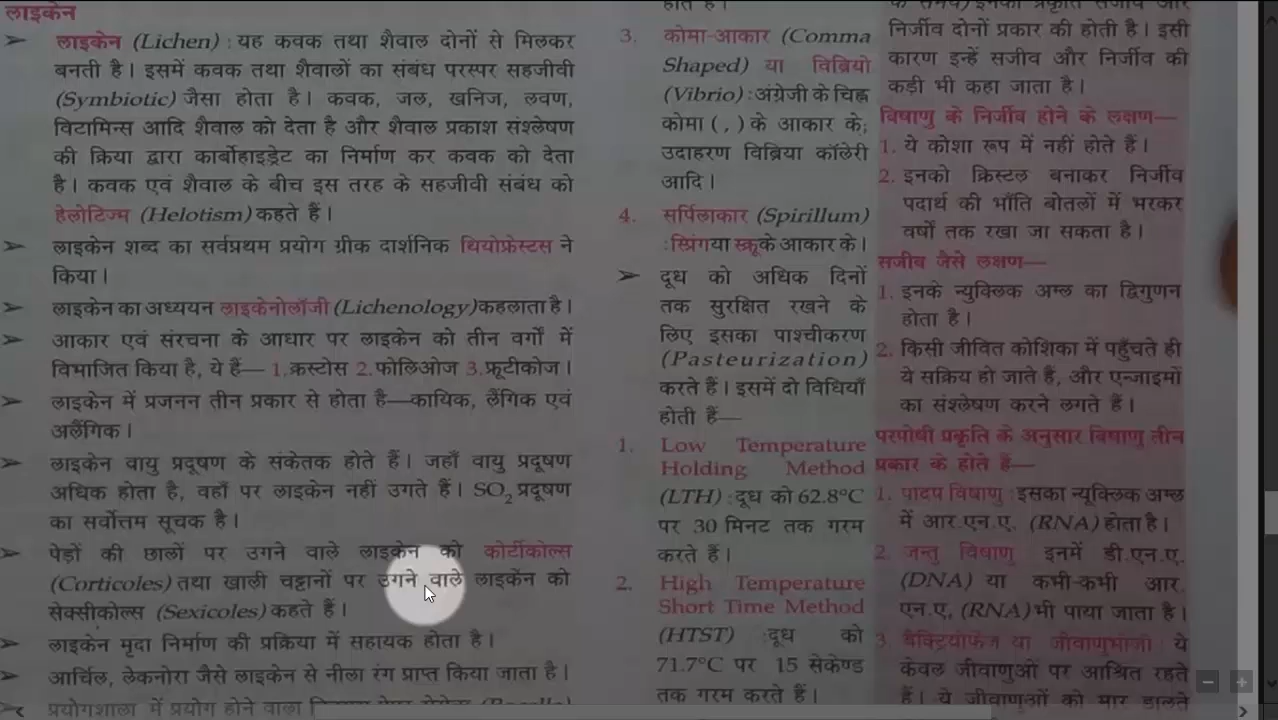 लाइकेन
➤ लाइकेन (Lichen) : यह कवक तथा शैवाल दोनों से मिलकर
बनती है। इसमें कवक तथा शैवालों का संबंध परस्पर सहजीवी
(Symbiotic) जैसा होता है। कवक, जल, खनिज, लवण,
विटामिन्स आदि शैवाल को देता है और शैवाल प्रकाश संश्लेषण
की क्रिया द्वारा कार्बोहाइड्रेट का निर्माण कर कवक को देता
है। कवक एवं शैवाल के बीच इस तरह के सहजीवी संबंध को
हेलोटिज्म (Helotism) कहते हैं।
➤ लाइकेन शब्द का सर्वप्रथम प्रयोग ग्रीक दार्शनिक थियोफ्रेस्टस ने
किया।
➤ लाइकेन का अध्ययन लाइकेनोलॉजी (Lichenology) कहलाता है।
➤ आकार एवं संरचना के आधार पर लाइकेन को तीन वर्गों में
विभाजित किया है, ये हैं— 1.क्रस्टोस 2.फोलिओज 3.फ्रूटीकोज।
➤ लाइकेन में प्रजनन तीन प्रकार से होता है—कायिक, लैंगिक एवं
अलैंगिक।
➤ लाइकेन वायु प्रदूषण के संकेतक होते हैं। जहाँ वायु प्रदूषण
अधिक होता है, वहाँ पर लाइकेन नहीं उगते हैं। SO₂ प्रदूषण
का सर्वोत्तम सूचक है।
➤ पेड़ों की छालों पर उगने वाले लाइकेन को कोर्टीकोल्स
(Corticoles) तथा खाली चट्टानों पर उगने वाले लाइकेन को
सेक्सीकोल्स (Sexicoles) कहते हैं।
➤ लाइकेन मृदा निर्माण की प्रक्रिया में सहायक होता है।
➤ आर्चिल, लेकनोरा जैसे लाइकेन से नीला रंग प्राप्त किया जाता है।
प्रयोगशाला में प्रयोग होने वाला
होते हैं।
3. कोमा-आकार (Comma
Shaped) या विब्रियो
(Vibrio) : अंग्रेजी के चिह्न
कोमा ( , ) के आकार के;
उदाहरण विब्रिया कॉलेरी
आदि।
4. सर्पिलाकार (Spirillum)
:स्प्रिंग या स्क्रू के आकार के।
➤ दूध को अधिक दिनों
तक सुरक्षित रखने के
लिए इसका पाश्चीकरण
(Pasteurization)
करते हैं। इसमें दो विधियाँ
होती हैं—
1. Low Temperature
Holding Method
(LTH) : दूध को 62.8°C
पर 30 मिनट तक गरम
करते हैं।
2. High Temperature
Short Time Method
(HTST) :दूध को
71.7°C पर 15 सेकेण्ड
तक गरम करते हैं।
के समय) इनकी प्रकृति सजीव और
निर्जीव दोनों प्रकार की होती है। इसी
कारण इन्हें सजीव और निर्जीव की
कड़ी भी कहा जाता है।
विषाणु के निर्जीव होने के लक्षण—
1. ये कोशा रूप में नहीं होते हैं।
2. इनको क्रिस्टल बनाकर निर्जीव
पदार्थ की भाँति बोतलों में भरकर
वर्षों तक रखा जा सकता है।
सजीव जैसे लक्षण—
1. इनके न्युक्लिक अम्ल का द्विगुणन
होता है।
2. किसी जीवित कोशिका में पहुँचते ही
ये सक्रिय हो जाते हैं, और एन्जाइमों
का संश्लेषण करने लगते हैं।
परपोषी प्रकृति के अनुसार विषाणु तीन
प्रकार के होते हैं—
1. पादप विषाणु : इसका न्यूक्लिक अम्ल
में आर.एन.ए. (RNA) होता है।
2. जन्तु विषाणु इनमें डी.एन.ए.
(DNA) या कभी-कभी आर.
एन.ए, (RNA) भी पाया जाता है।
3. बैक्ट्रियोफेज या जीवाणुभोजी : ये
केवल जीवाणुओं पर आश्रित रहते
हैं। ये जीवाणुओं को मार डालते